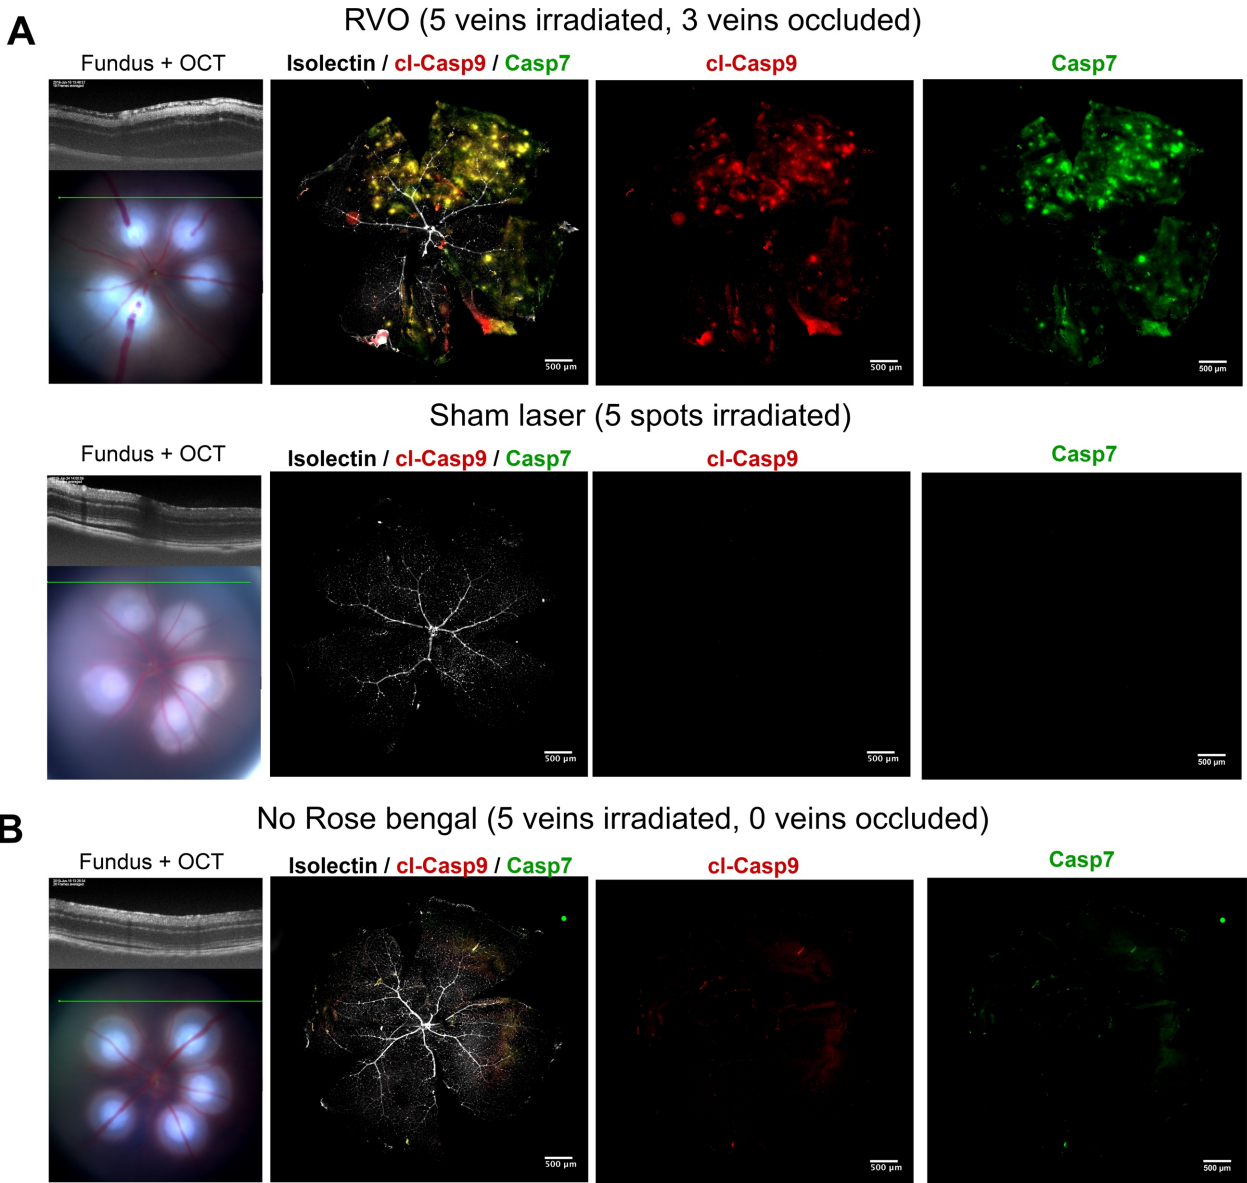 A
RVO (5 veins irradiated, 3 veins occluded)
Fundus + OCT
Isolectin / cl-Casp9 / Casp7
cl-Casp9
Casp7
500 µm
500 µm
500 µm
Sham laser (5 spots irradiated)
Fundus + OCT
Isolectin / cl-Casp9 / Casp7
cl-Casp9
Casp7
500 µm
500 µm
500 µm
B
No Rose bengal (5 veins irradiated, 0 veins occluded)
Fundus + OCT
Isolectin / cl-Casp9 / Casp7
cl-Casp9
Casp7
500 µm
500 µm
500 µm